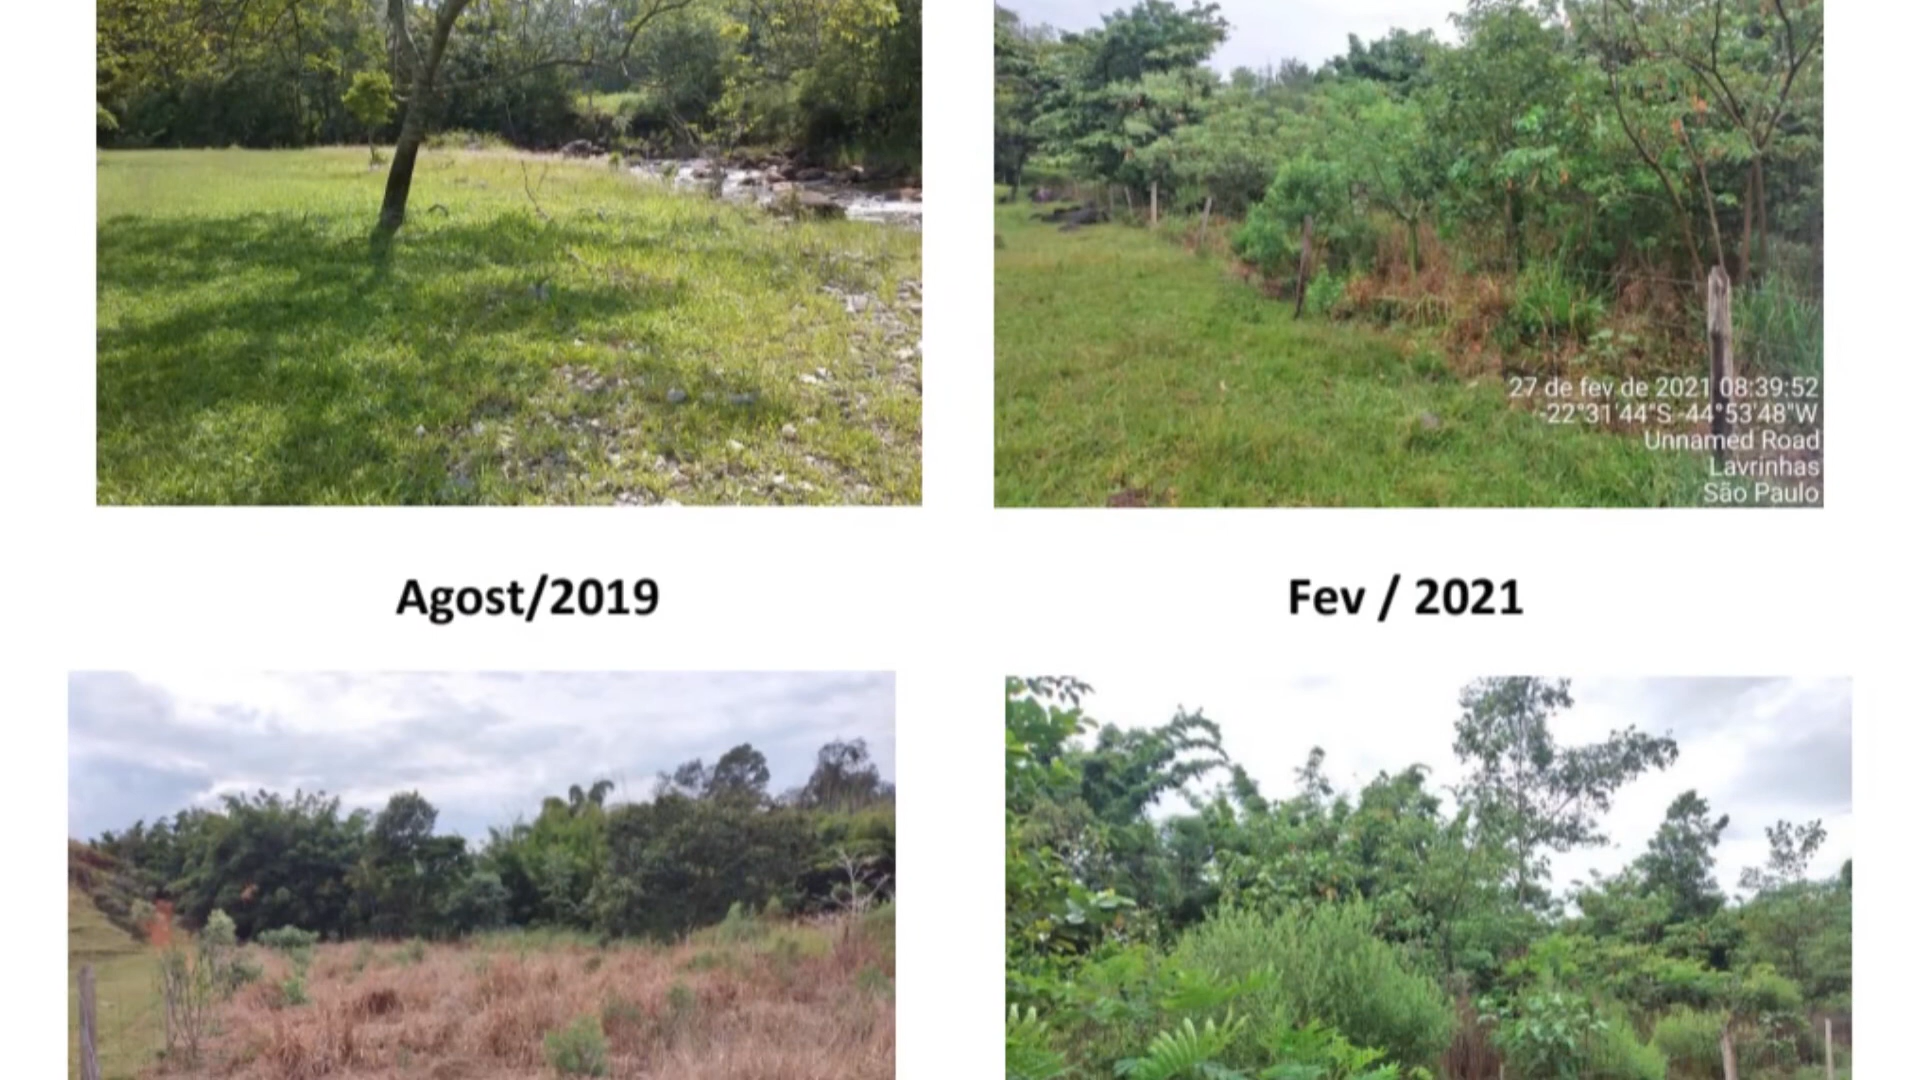 27 de fev de 2021 08:39:52
-22°31'44"S -44°53'48"W
Unnamed Road
Lavrinhas
São Paulo
Agost/2019
Fev / 2021